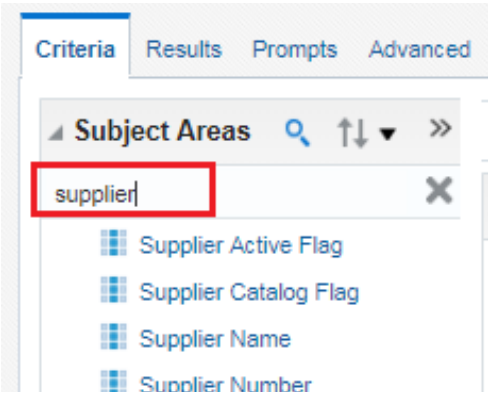 Criteria Results Prompts Advanced
Subject Areas
supplier
Supplier Active Flag
Supplier Catalog Flag
Supplier Name
Supplier Number